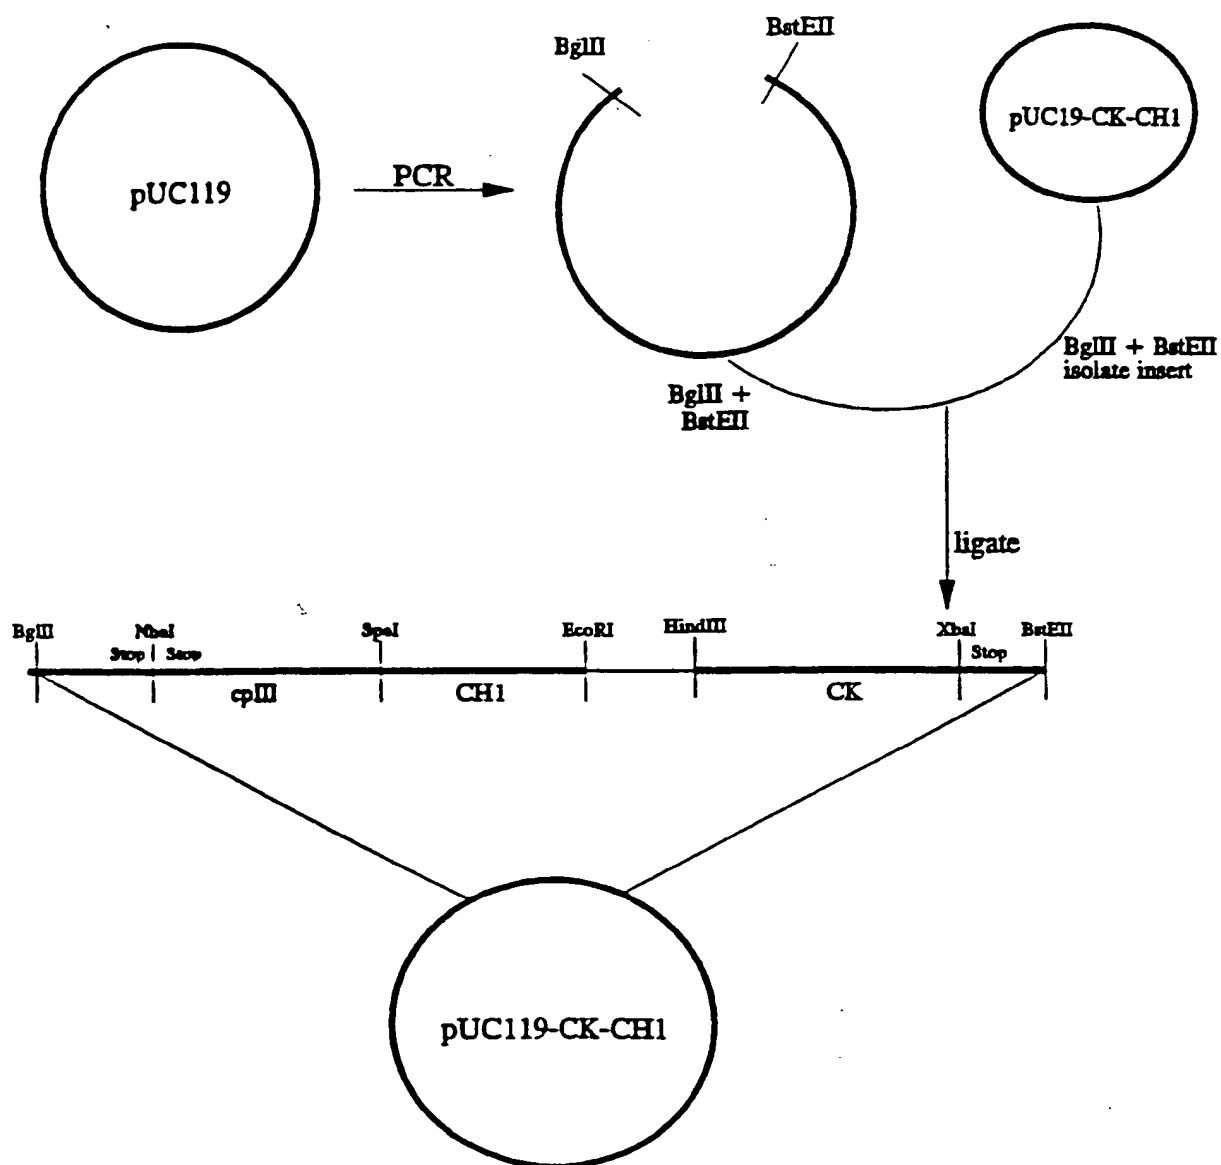 BglII
BstEII
pUC119
PCR
pUC19-CK-CH1
BglII + BstEII
isolate insert
BglII +
BstEII
ligate
BglII
NheI
SpeI
EcoRI
HindIII
XbaI
BstEII
Stop
Stop
Stop
cpIII
CH1
CK
pUC119-CK-CH1